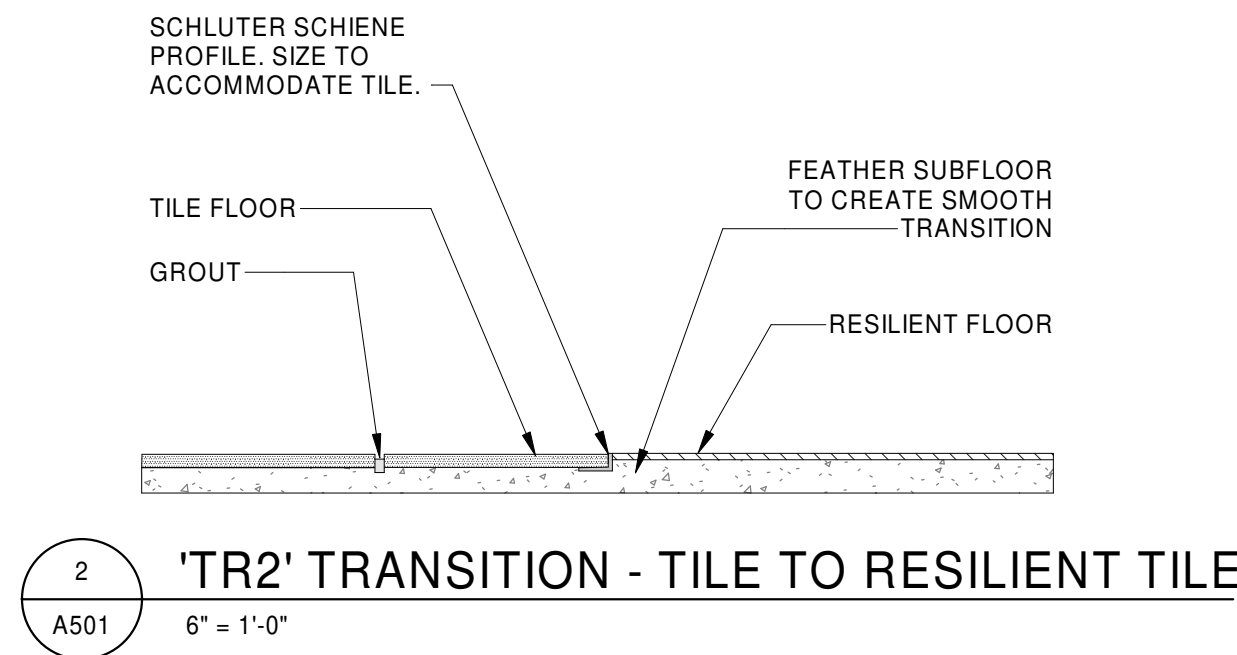 SCHLUTER SCHIENE
PROFILE. SIZE TO
ACCOMMODATE TILE.
FEATHER SUBFLOOR
TO CREATE SMOOTH
TRANSITION
TILE FLOOR
GROUT
RESILIENT FLOOR
2
A501
'TR2' TRANSITION - TILE TO RESILIENT TILE
6" = 1'-0"